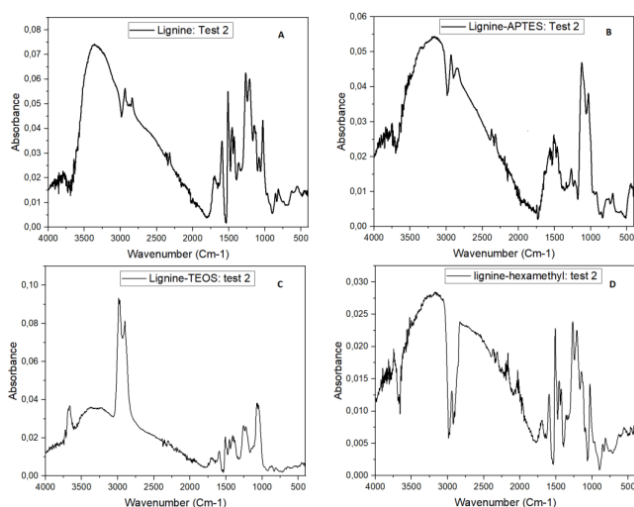 Lignine: Test 2
A
0,08
0,07
0,06
0,05
0,04
0,03
0,02
0,01
0,00
Absorbance
4000 3500 3000 2500 2000 1500 1000 500
Wavenumber (Cm-1)
Lignine-APTES: Test 2
B
0,06
0,05
0,04
0,03
0,02
0,01
0,00
Absorbance
4000 3500 3000 2500 2000 1500 1000 500
Wavenumber (Cm-1)
Lignine-TEOS: test 2
C
0,10
0,08
0,06
0,04
0,02
0,00
Absorbance
4000 3500 3000 2500 2000 1500 1000 500
Wavenumber (Cm-1)
lignine-hexamethyl: test 2
D
0,030
0,025
0,020
0,015
0,010
0,005
0,000
Absorbance
4000 3500 3000 2500 2000 1500 1000 500
Wavenumber (Cm-1)